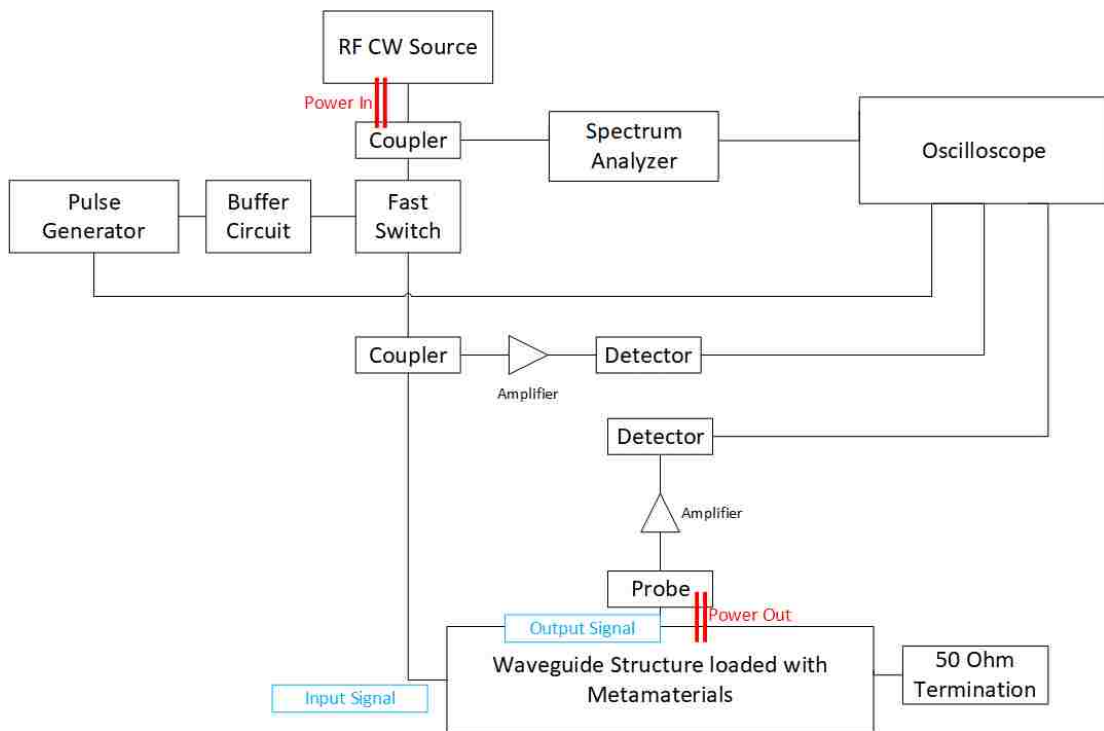 RF CW Source
Power In
Coupler
Spectrum
Analyzer
Oscilloscope
Pulse
Generator
Buffer
Circuit
Fast
Switch
Coupler
Detector
Amplifier
Detector
Amplifier
Probe
Power Out
Output Signal
Waveguide Structure loaded with
Metamaterials
50 Ohm
Termination
Input Signal